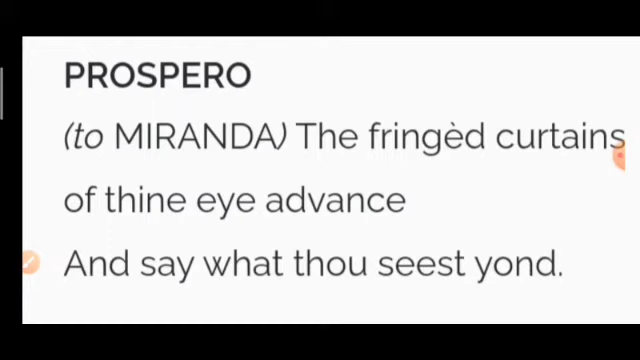 PROSPERO
(to MIRANDA) The fringèd curtains
of thine eye advance
And say what thou seest yond.